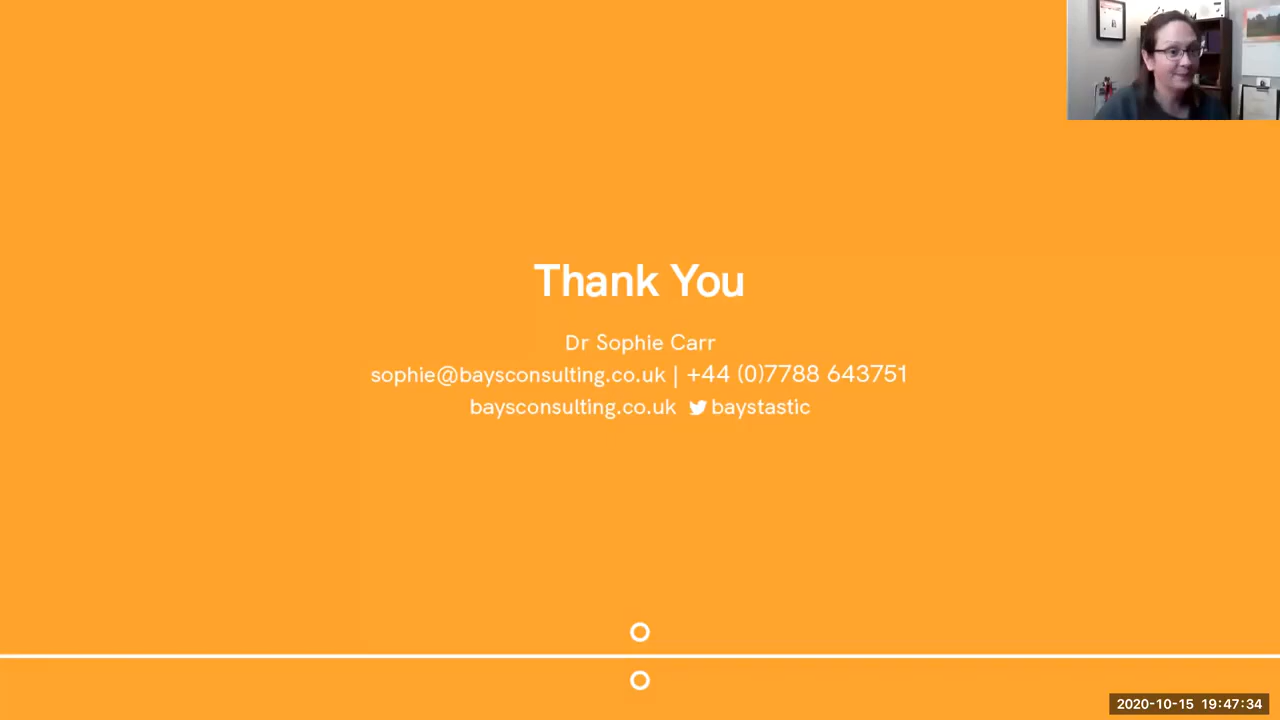 Thank You
Dr Sophie Carr
sophie@baysconsulting.co.uk | +44 (0)7788 643751
baysconsulting.co.uk baystastic
2020-10-15 19:47:34